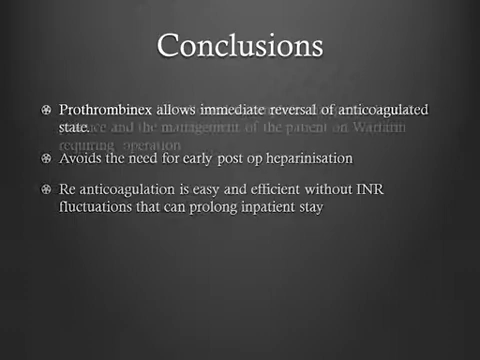 Conclusions
Prothrombinex allows immediate reversal of anticoagulated
state.
and the management of the patient on Warfarin
requiring operation
Avoids the need for early post op heparinisation
Re anticoagulation is easy and efficient without INR
fluctuations that can prolong inpatient stay